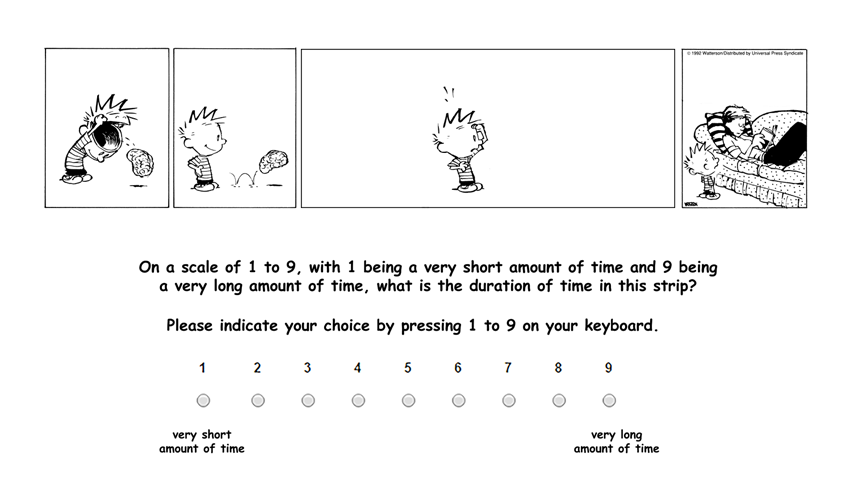 © 1992 Watterson/Distributed by Universal Press Syndicate
On a scale of 1 to 9, with 1 being a very short amount of time and 9 being
a very long amount of time, what is the duration of time in this strip?
Please indicate your choice by pressing 1 to 9 on your keyboard.
1 2 3 4 5 6 7 8 9
very short
amount of time
very long
amount of time